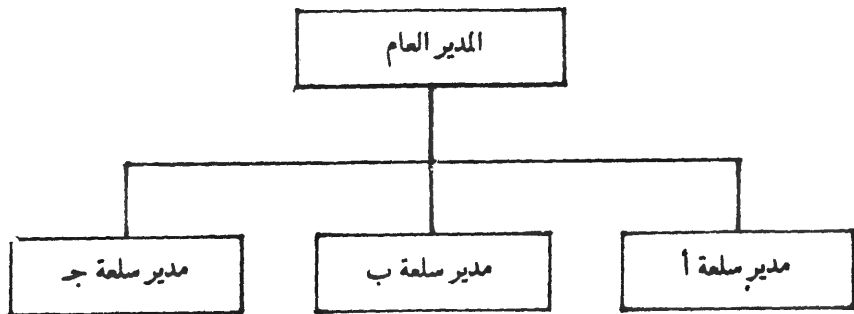 المدير العام
مدير سلعة أ
مدير سلعة ب
مدير سلعة جـ